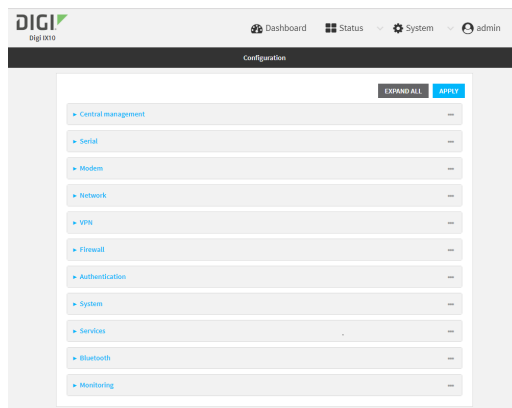 DIGI
Digi IX10
Dashboard
Status
System
admin
Configuration
EXPAND ALL
APPLY
Central management
Serial
Modem
Network
VPN
Firewall
Authentication
System
Services
Bluetooth
Monitoring